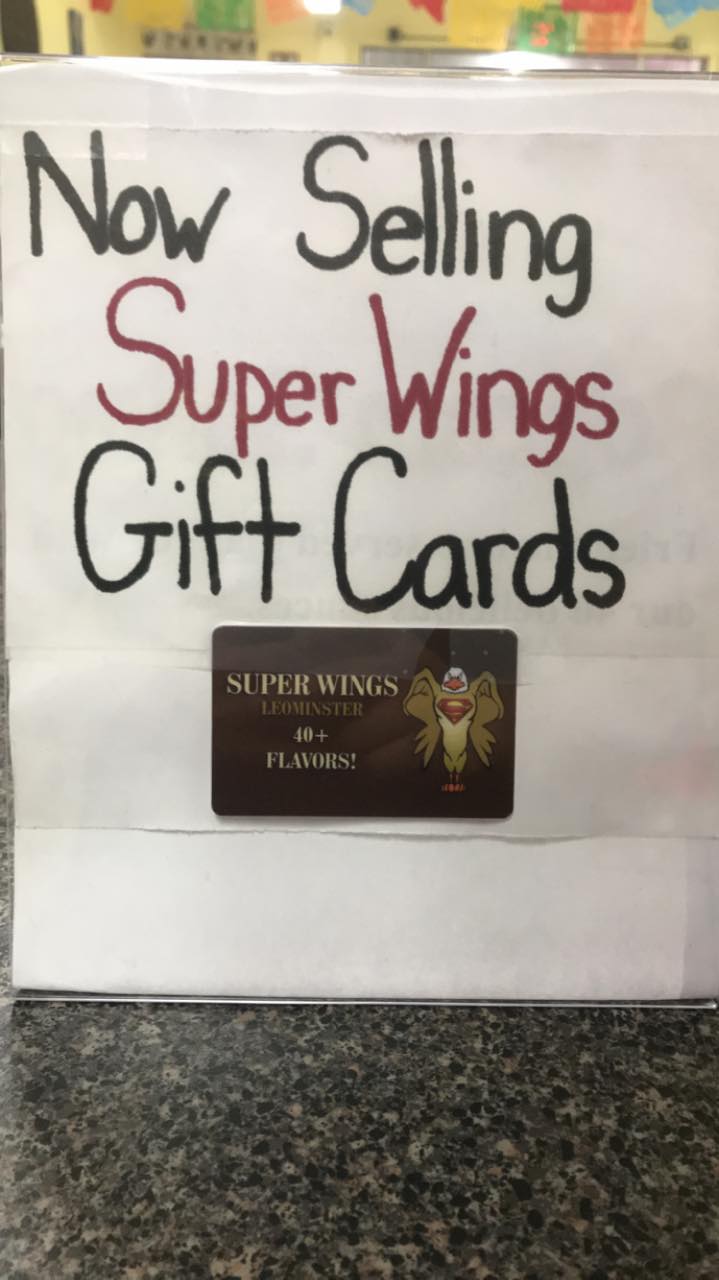 Now Selling
Super Wings
Gift Cards
SUPER WINGS
LEOMINSTER
40+
FLAVORS!